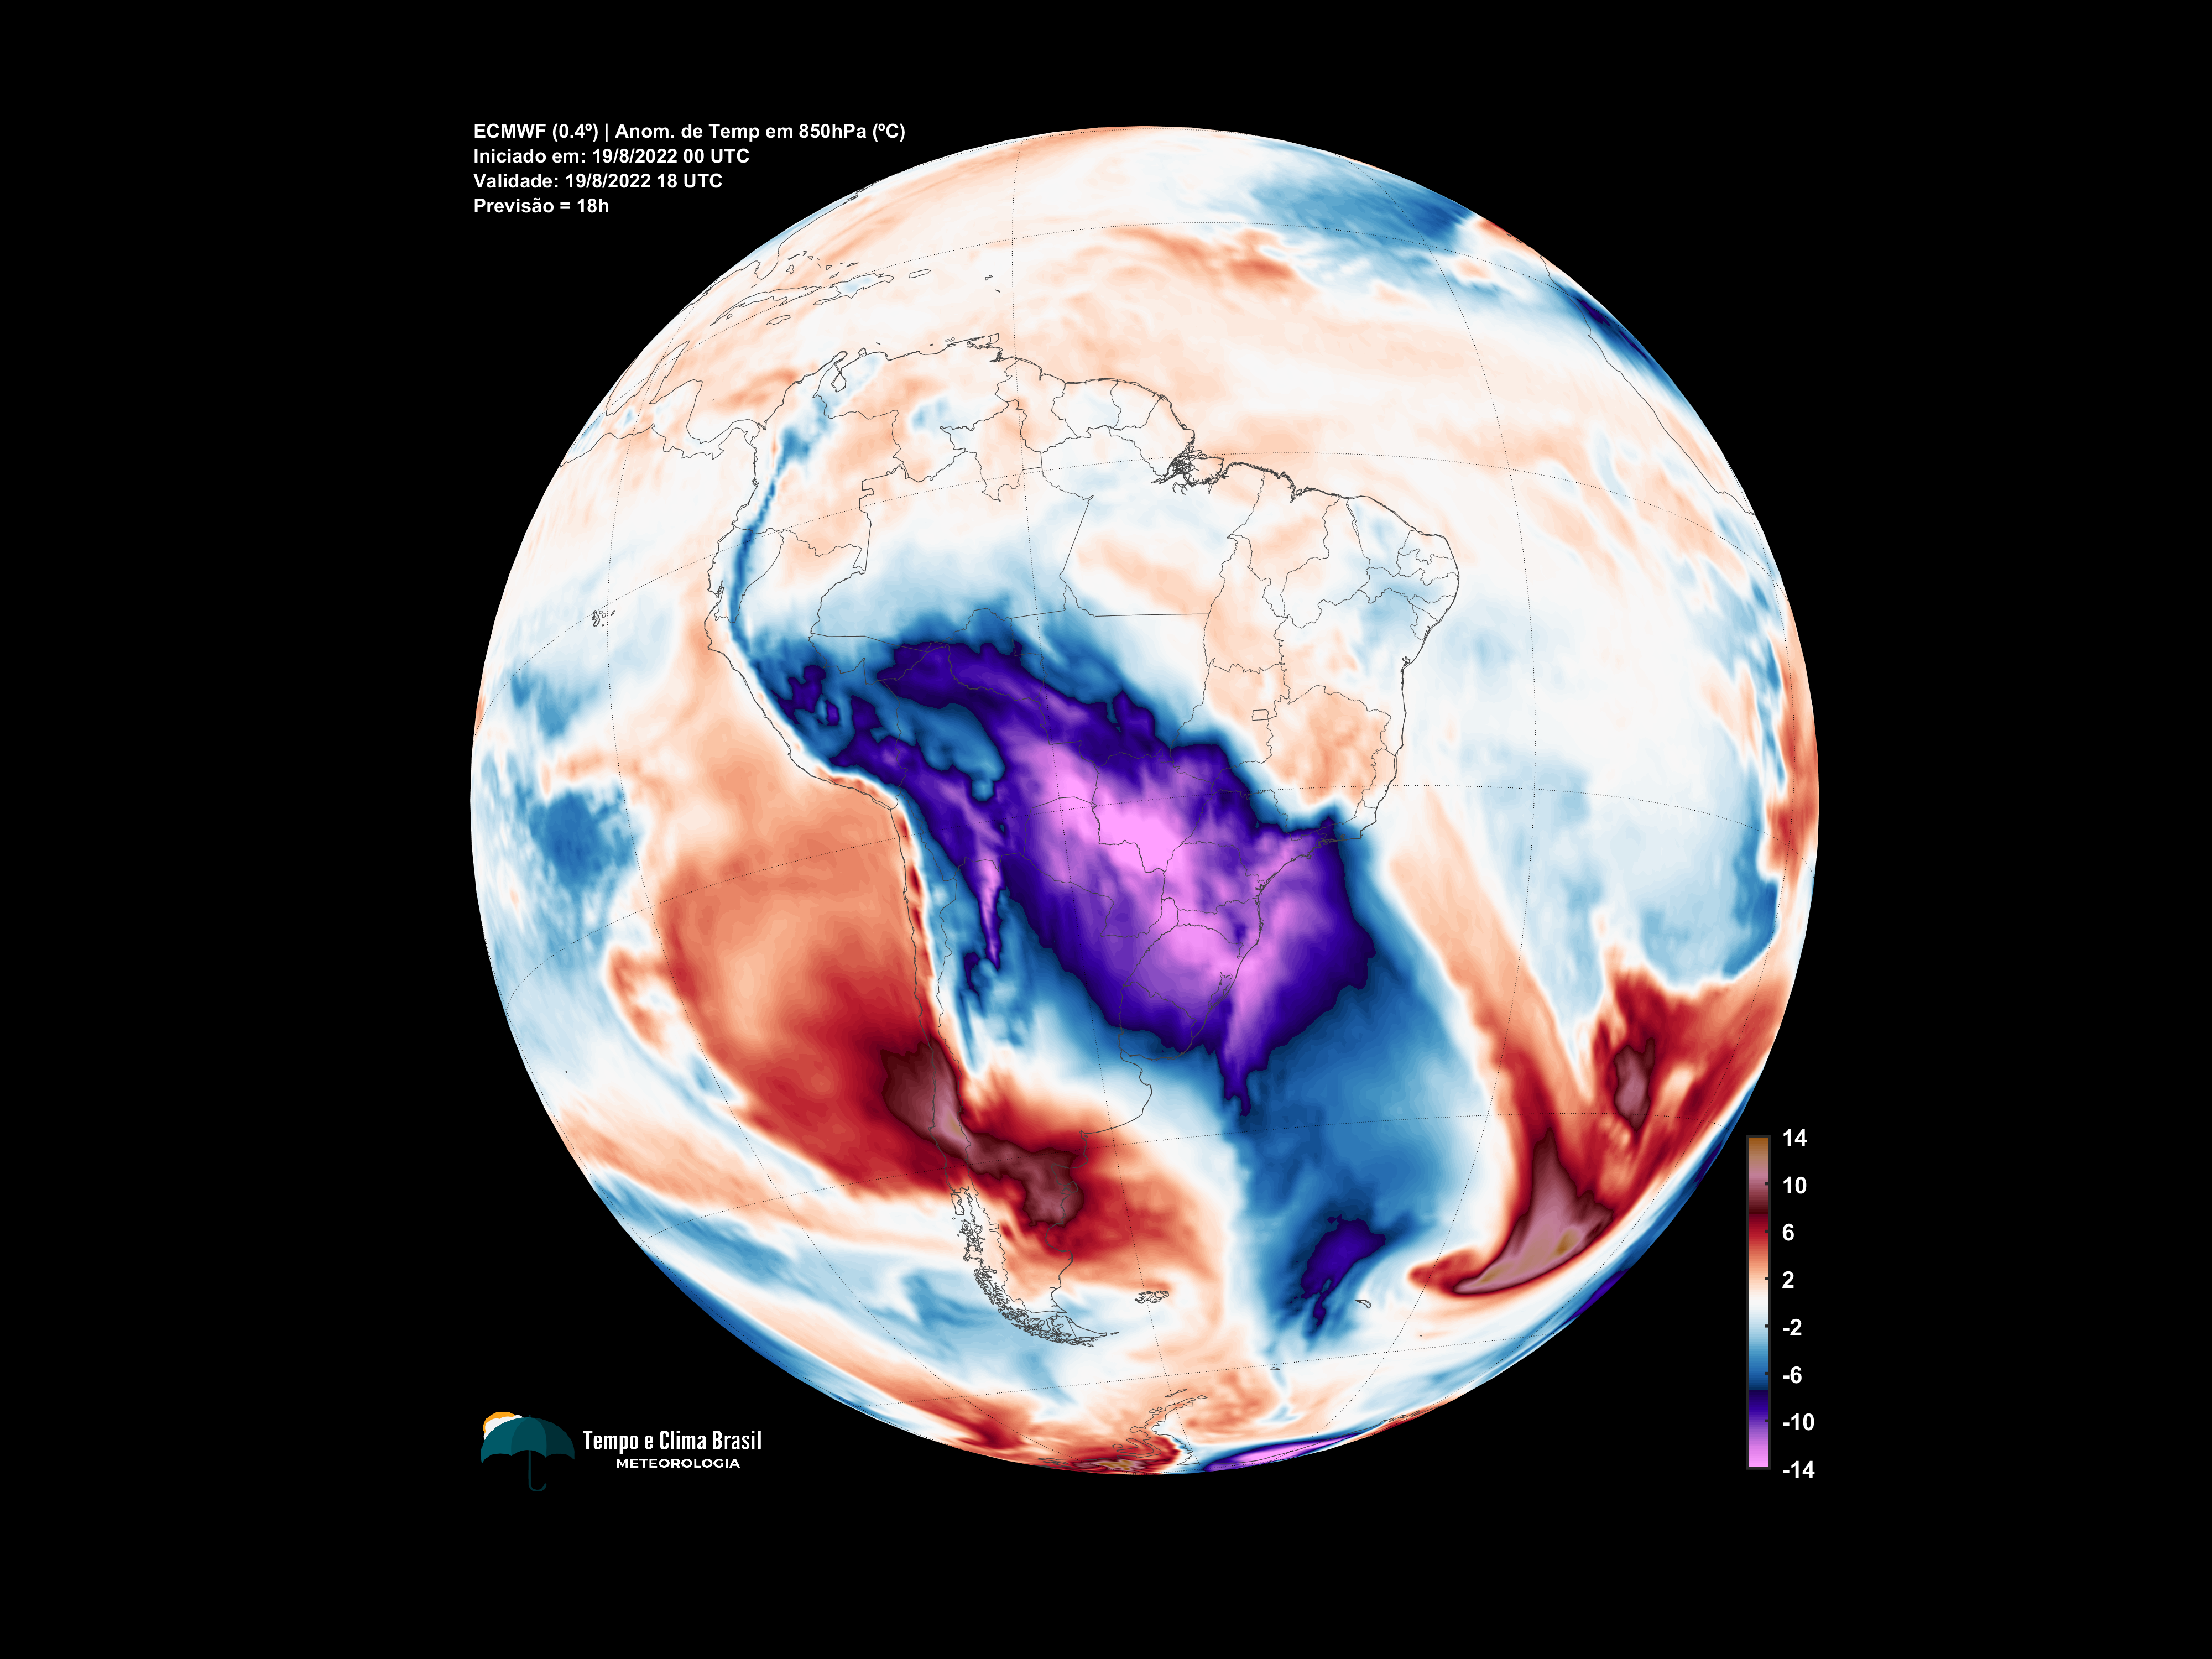 ECMWF (0.4º) | Anom. de Temp em 850hPa (ºC)
Iniciado em: 19/8/2022 00 UTC
Validade: 19/8/2022 18 UTC
Previsão = 18h
14
10
6
2
-2
-6
-10
-14
Tempo e Clima Brasil
METEOROLOGIA